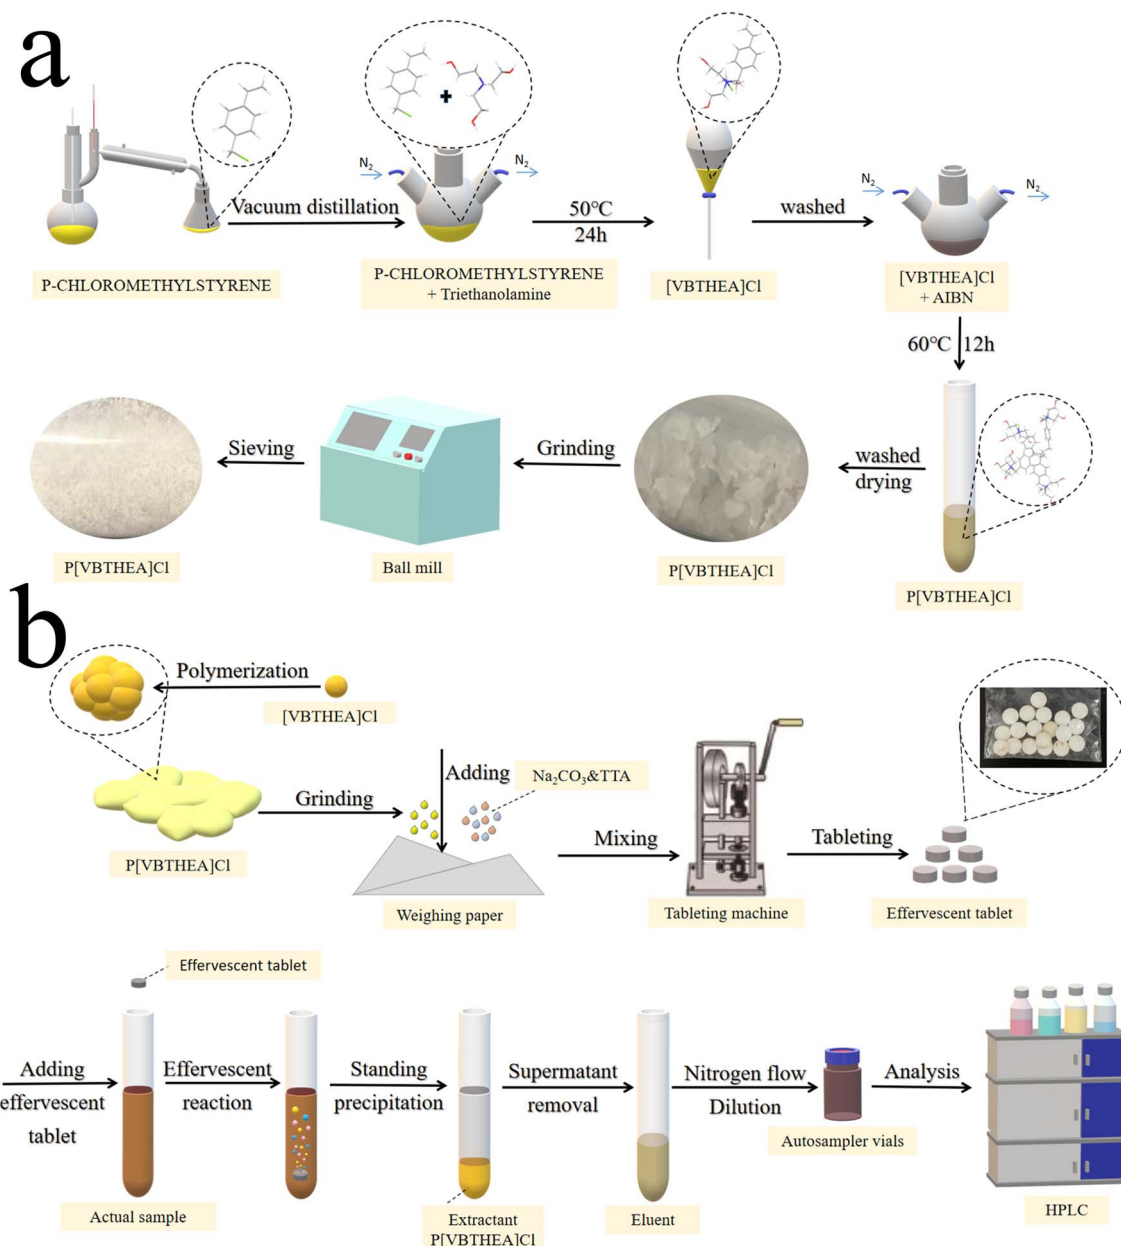 a
N₂
N₂
N₂
N₂
Vacuum distillation
50℃
24h
washed
P-CHLOROMETHYLSTYRENE
P-CHLOROMETHYLSTYRENE
+ Triethanolamine
[VBTHEA]Cl
[VBTHEA]Cl
+ AIBN
60℃ 12h
Sieving
Grinding
washed
drying
P[VBTHEA]Cl
Ball mill
P[VBTHEA]Cl
P[VBTHEA]Cl
b
Polymerization
[VBTHEA]Cl
Grinding
Adding
Na₂CO₃&TTA
Mixing
Tableting
P[VBTHEA]Cl
Weighing paper
Tableting machine
Effervescent tablet
Effervescent tablet
Adding
effervescent
tablet
Effervescent
reaction
Standing
precipitation
Supernatant
removal
Nitrogen flow
Dilution
Analysis
Autosampler vials
Actual sample
Extractant
P[VBTHEA]Cl
Eluent
HPLC